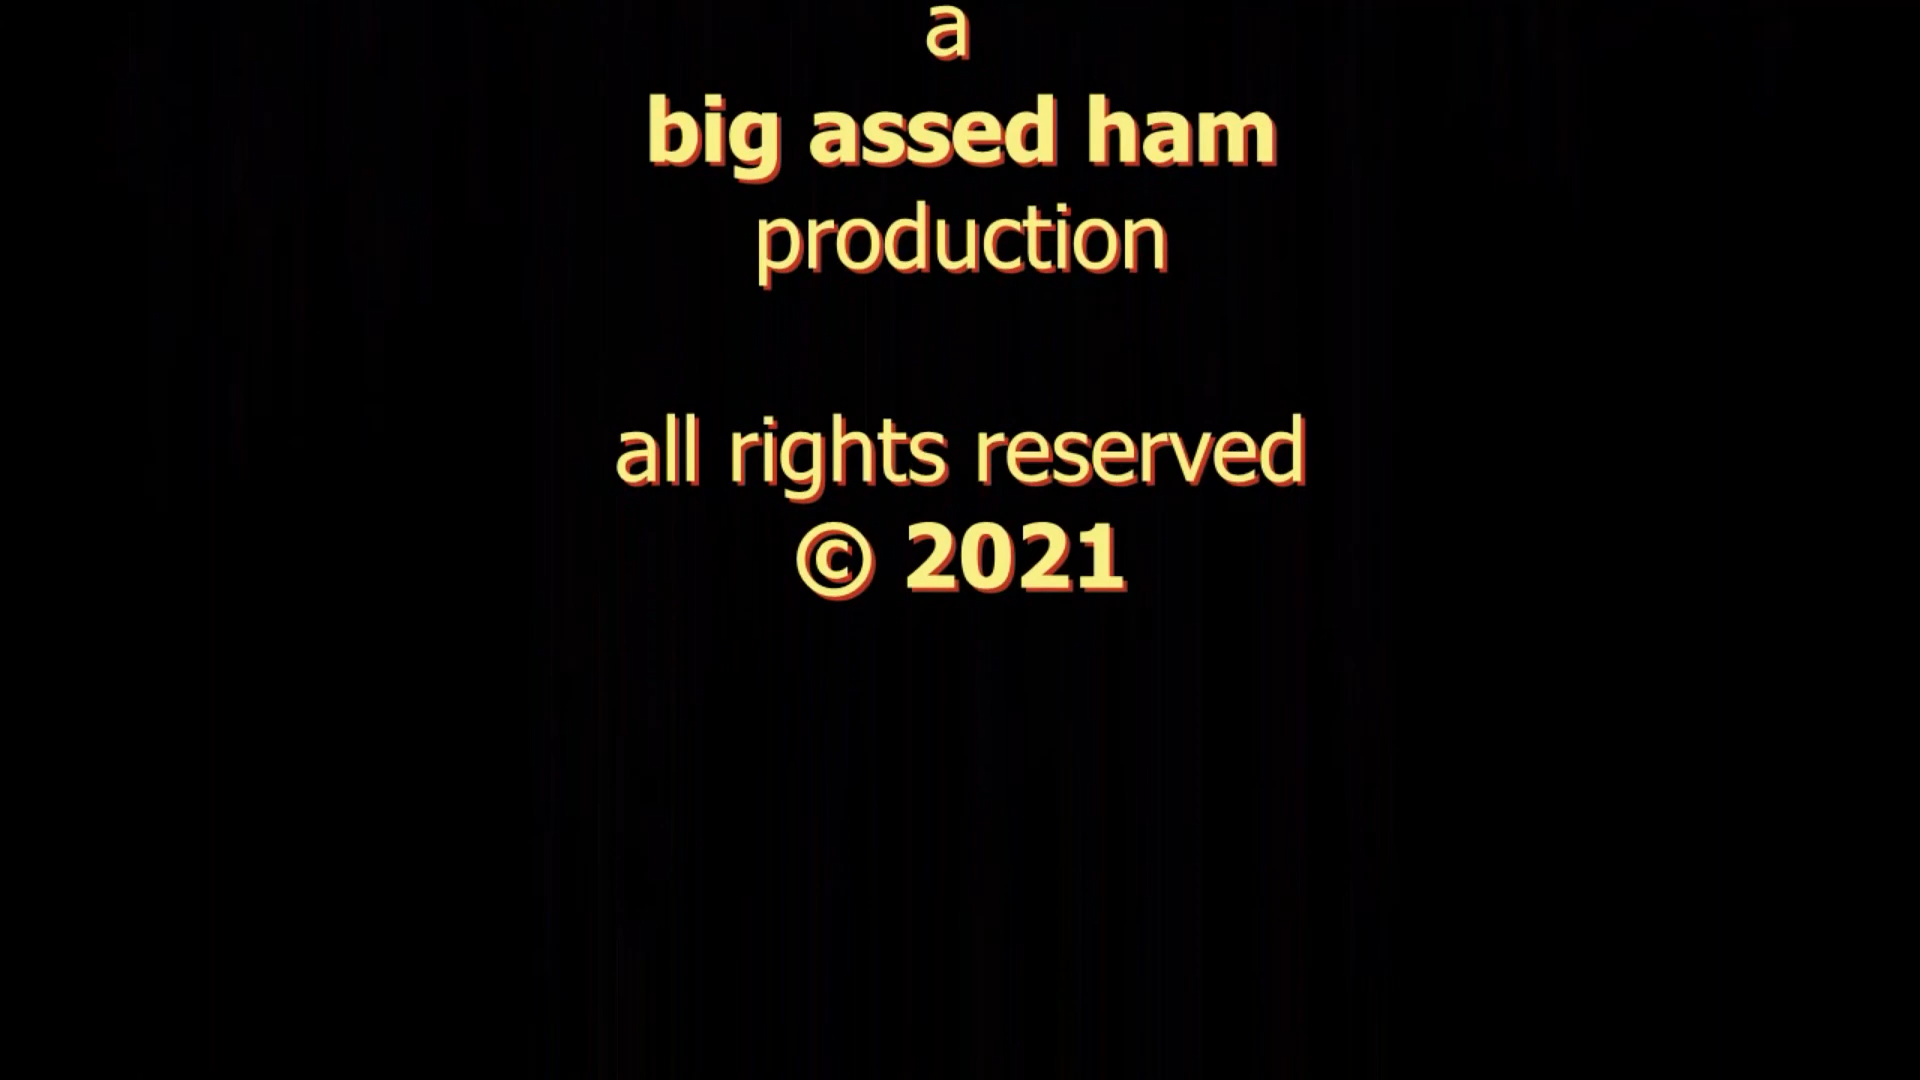 a
big assed ham
production
all rights reserved
© 2021